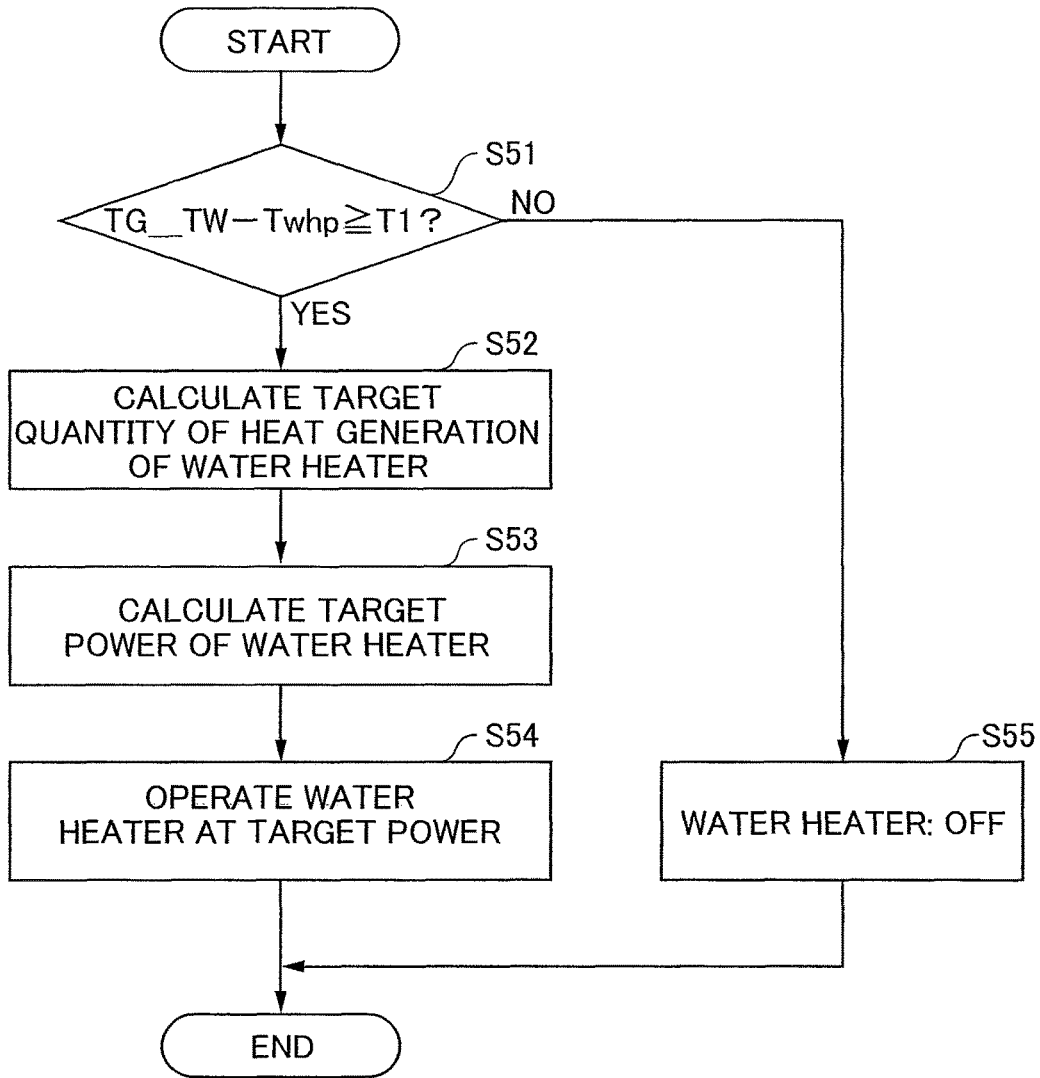 START
S51
TG__TW－Twhp≧T1?
NO
YES
S52
CALCULATE TARGET
QUANTITY OF HEAT GENERATION
OF WATER HEATER
S53
CALCULATE TARGET
POWER OF WATER HEATER
S54
OPERATE WATER
HEATER AT TARGET POWER
S55
WATER HEATER: OFF
END